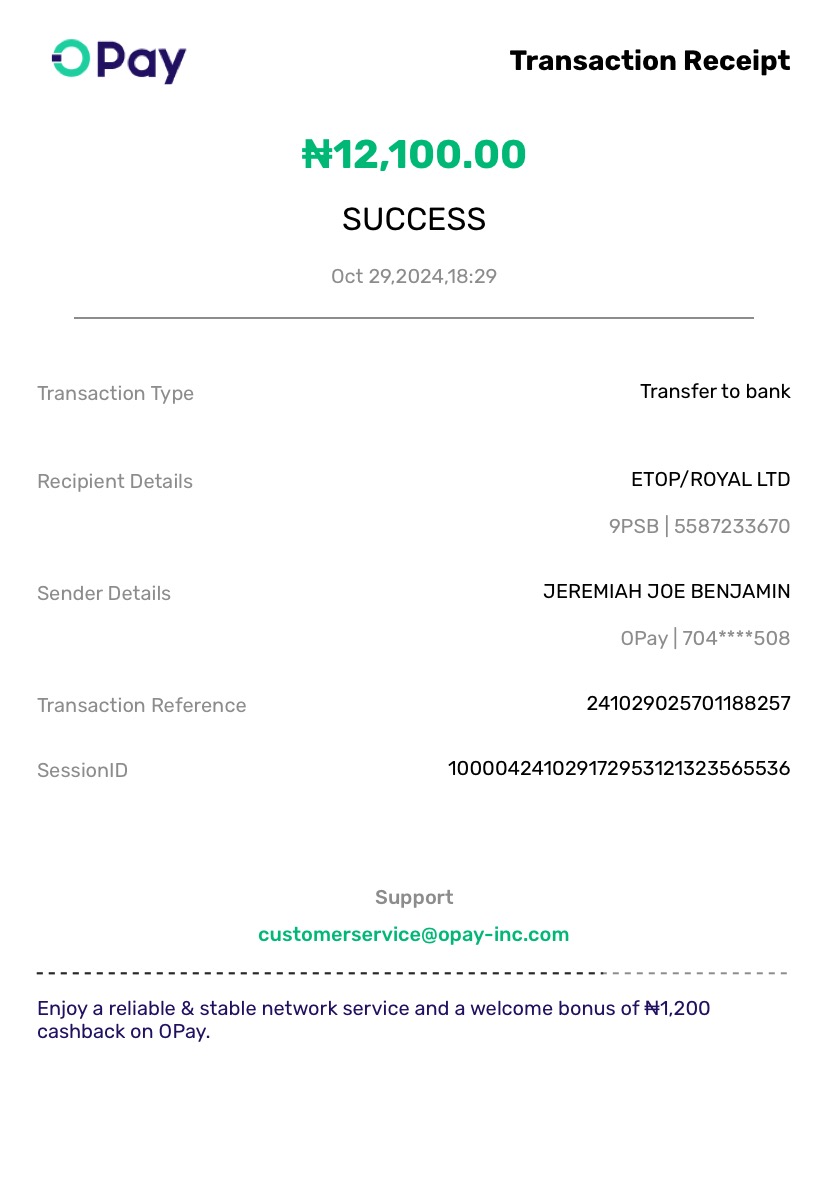 OPay
Transaction Receipt
₦12,100.00
SUCCESS
Oct 29,2024,18:29
Transaction Type
Transfer to bank
Recipient Details
ETOP/ROYAL LTD
9PSB | 5587233670
Sender Details
JEREMIAH JOE BENJAMIN
OPay | 704****508
Transaction Reference
241029025701188257
SessionID
100004241029172953121323565536
Support
customerservice@opay-inc.com
Enjoy a reliable & stable network service and a welcome bonus of ₦1,200
cashback on OPay.